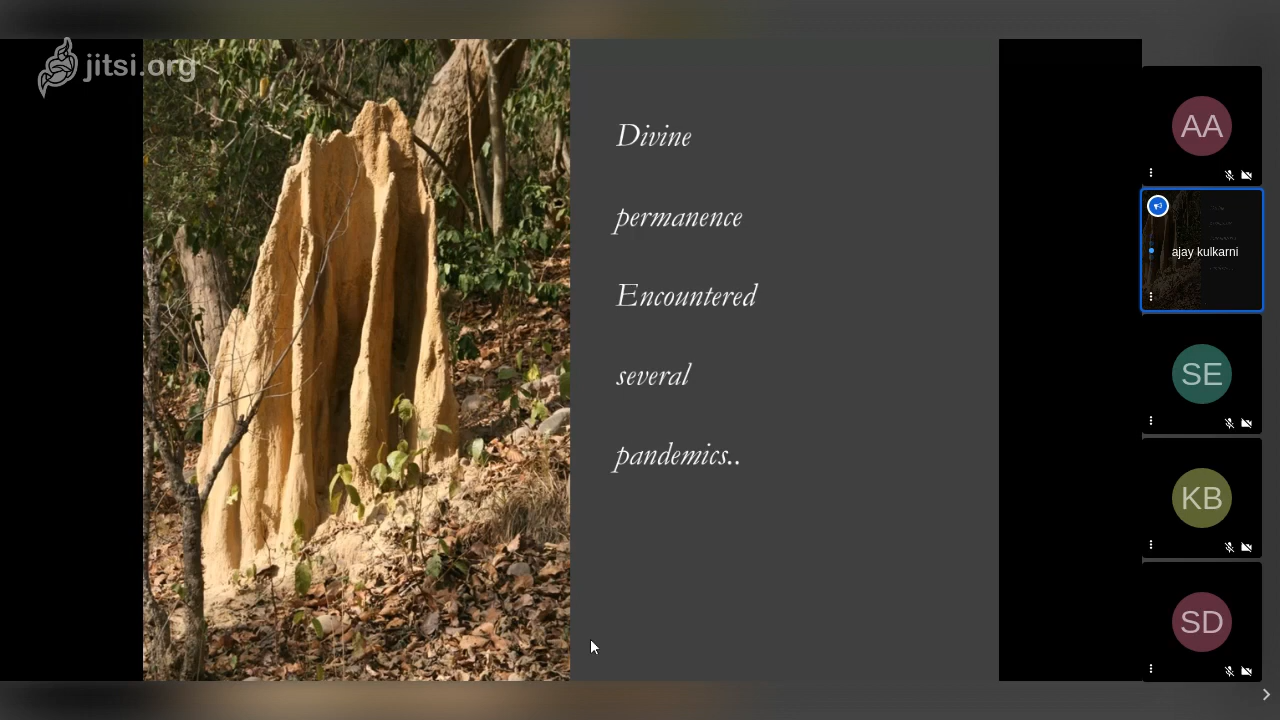 jitsi.org
Divine
permanence
Encountered
several
pandemics..
AA
ajay kulkarni
SE
KB
SD